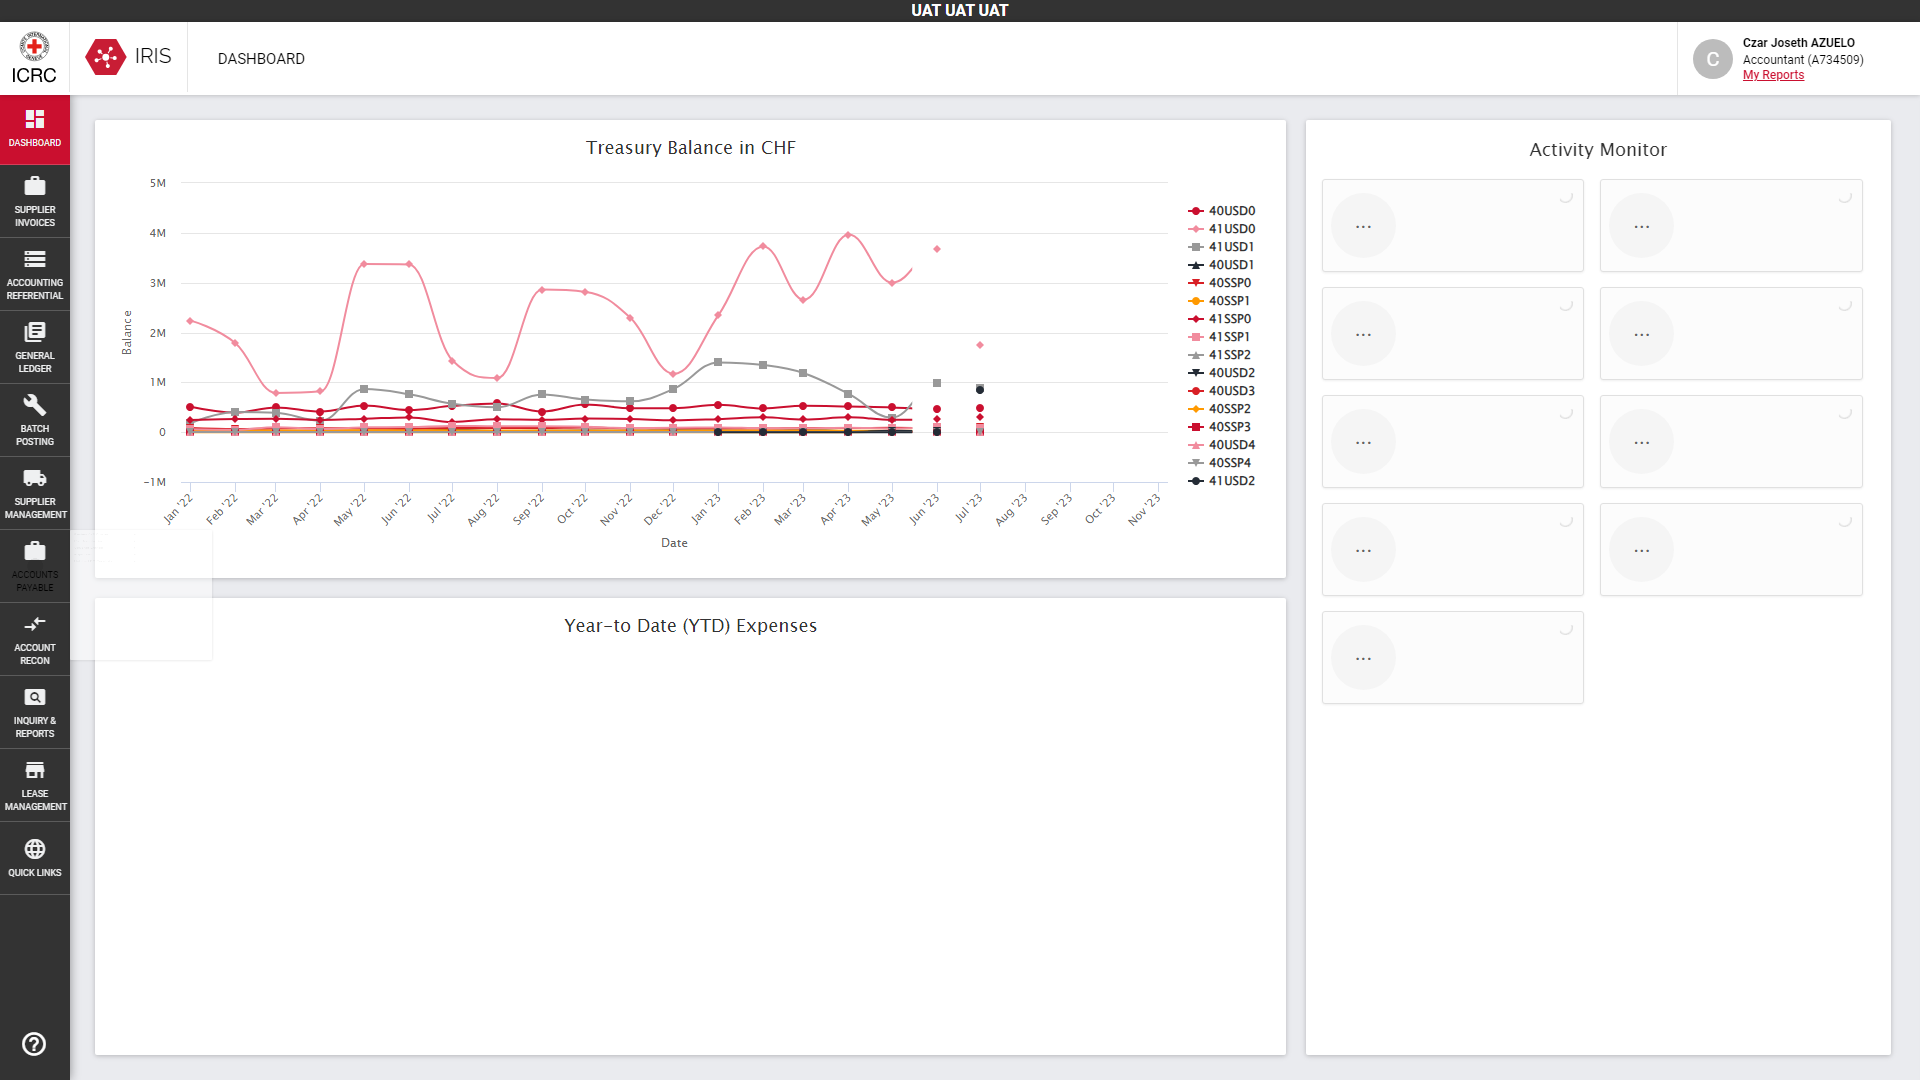 UAT UAT UAT
ICRC
IRIS
DASHBOARD
C
Czar Joseth AZUELO
Accountant (A734509)
My Reports
DASHBOARD
SUPPLIER
INVOICES
ACCOUNTING
REFERENTIAL
GENERAL
LEDGER
BATCH
POSTING
SUPPLIER
MANAGEMENT
ACCOUNTS
PAYABLE
ACCOUNT
RECON
INQUIRY &
REPORTS
LEASE
MANAGEMENT
QUICK LINKS
Treasury Balance in CHF
Balance
5M
4M
3M
2M
1M
0
-1M
Jan '22
Feb '22
Mar '22
Apr '22
May '22
Jun '22
Jul '22
Aug '22
Sep '22
Oct '22
Nov '22
Dec '22
Jan '23
Feb '23
Mar '23
Apr '23
May '23
Jun '23
Jul '23
Aug '23
Sep '23
Oct '23
Nov '23
Date
40USD0
41USD0
41USD1
40USD1
40SSP0
40SSP1
41SSP0
41SSP1
41SSP2
40USD2
40USD3
40SSP2
40SSP3
40USD4
40SSP4
41USD2
Year-to Date (YTD) Expenses
Activity Monitor
...
...
...
...
...
...
...
...
...